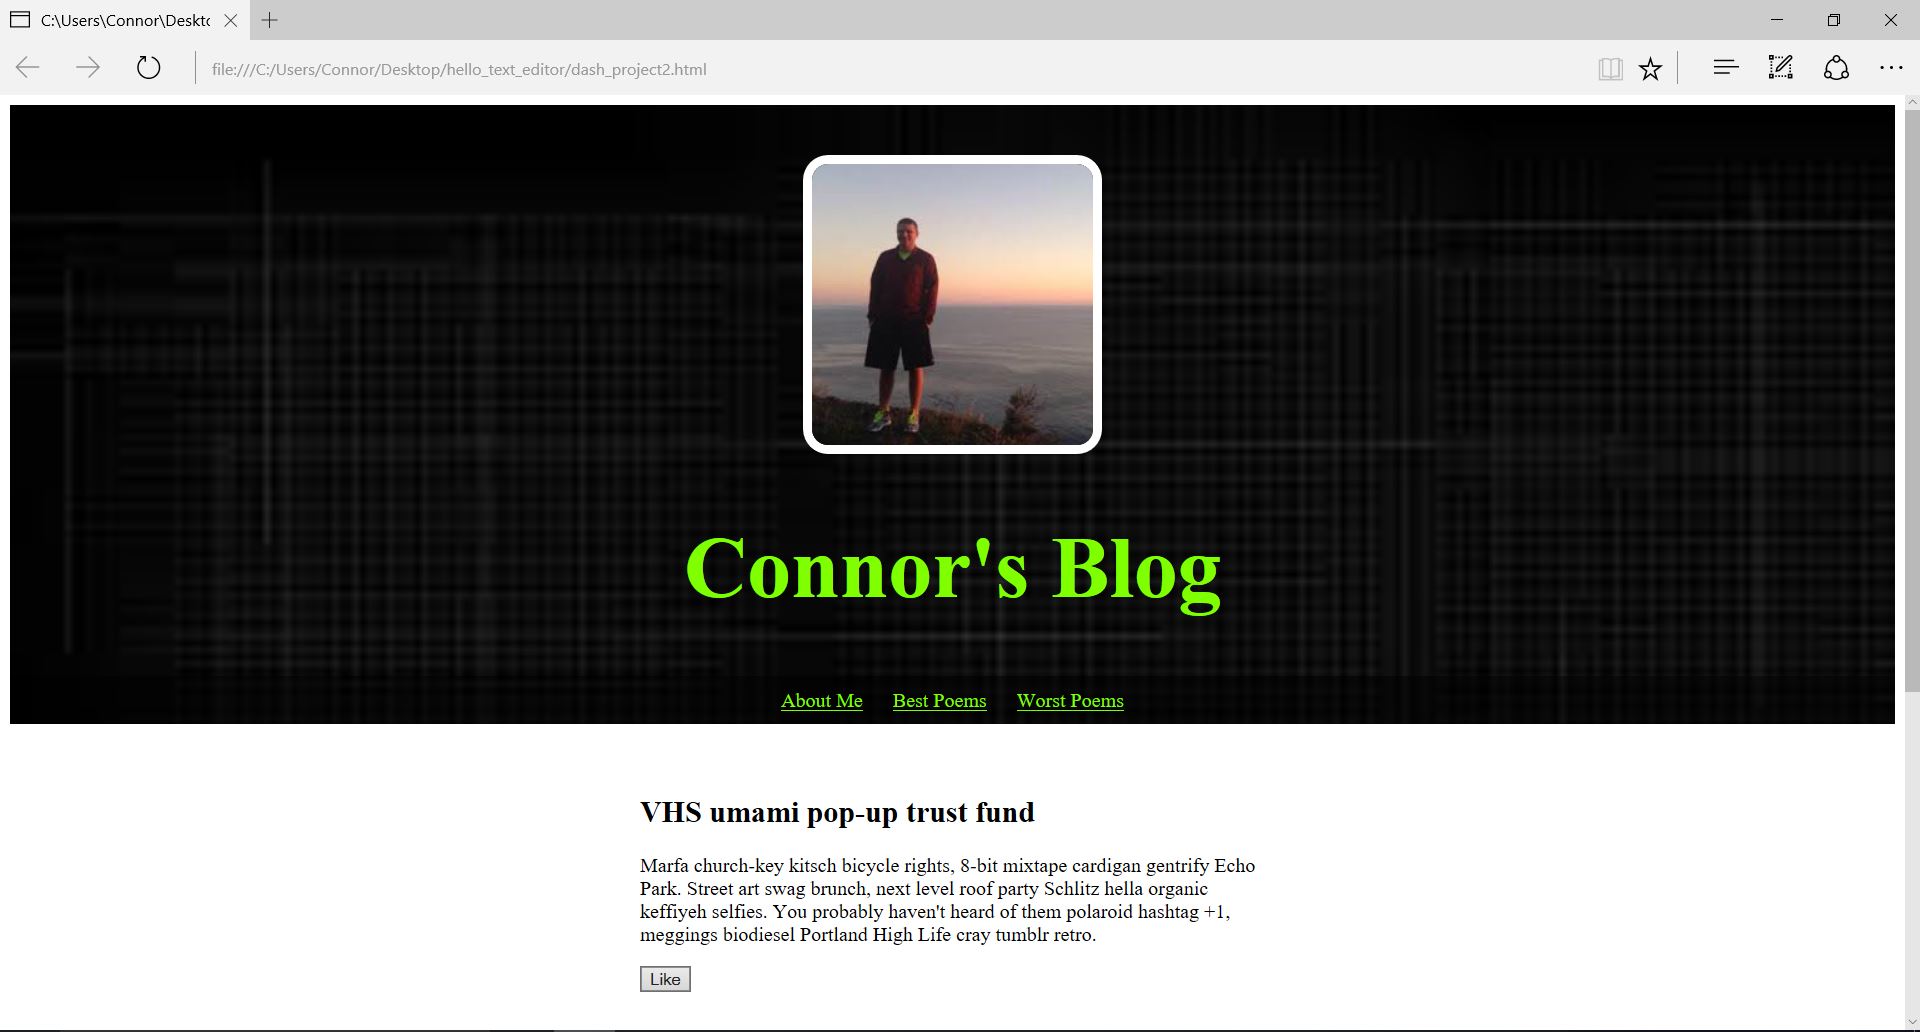 C:\Users\Connor\Deskt
file:///C:/Users/Connor/Desktop/hello_text_editor/dash_project2.html
Connor's Blog
About Me Best Poems Worst Poems
VHS umami pop-up trust fund
Marfa church-key kitsch bicycle rights, 8-bit mixtape cardigan gentrify Echo
Park. Street art swag brunch, next level roof party Schlitz hella organic
keffiyeh selfies. You probably haven't heard of them polaroid hashtag +1,
meggings biodiesel Portland High Life cray tumblr retro.
Like